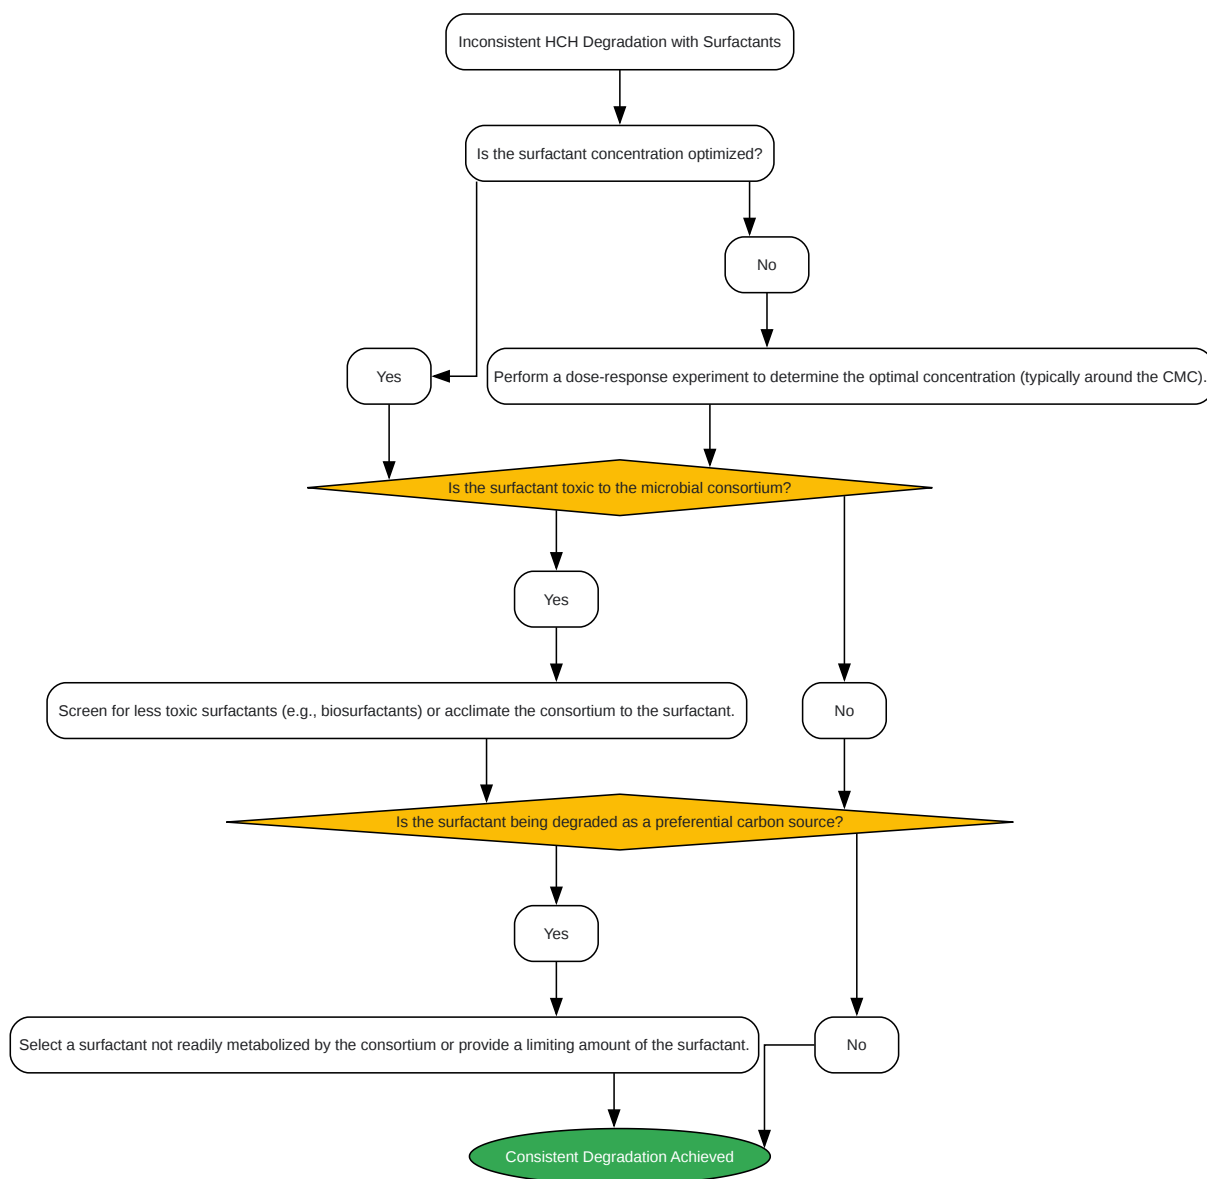 Inconsistent HCH Degradation with Surfactants
Is the surfactant concentration optimized?
No
Yes
Perform a dose-response experiment to determine the optimal concentration (typically around the CMC).
Is the surfactant toxic to the microbial consortium?
Yes
Screen for less toxic surfactants (e.g., biosurfactants) or acclimate the consortium to the surfactant.
No
Is the surfactant being degraded as a preferential carbon source?
Yes
Select a surfactant not readily metabolized by the consortium or provide a limiting amount of the surfactant.
No
Consistent Degradation Achieved